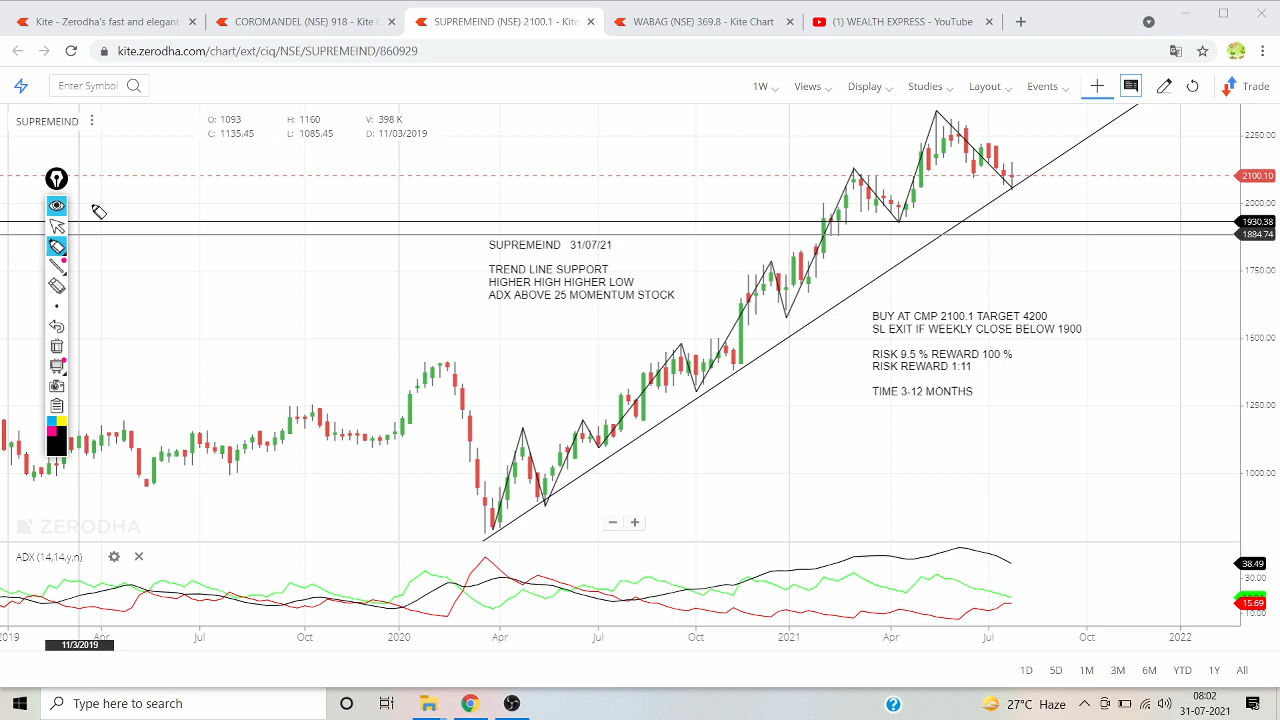 Kite - Zerodha's fast and elegant
COROMANDEL (NSE) 918 - Kite C
SUPREMEIND (NSE) 2100.1 - Kite
WABAG (NSE) 369.8 - Kite Chart
(1) WEALTH EXPRESS - YouTube
kite.zerodha.com/chart/ext/ciq/NSE/SUPREMEIND/860929
Enter Symbol
1W Views Display Studies Layout Events Trade
SUPREMEIND
O: 1093 H: 1160 V: 398 K
C: 1135.45 L: 1085.45 D: 11/03/2019
2250.00
2100.10
2000.00
1930.38
1884.74
1750.00
1500.00
1250.00
1000.00
SUPREMEIND 31/07/21
TREND LINE SUPPORT
HIGHER HIGH HIGHER LOW
ADX ABOVE 25 MOMENTUM STOCK
BUY AT CMP 2100.1 TARGET 4200
SL EXIT IF WEEKLY CLOSE BELOW 1900
RISK 9.5 % REWARD 100 %
RISK REWARD 1:11
TIME 3-12 MONTHS
ZERODHA
ADX (14,14,y,n)
38.49
30.00
15.69
2019 Apr Jul Oct 2020 Apr Jul Oct 2021 Apr Jul Oct 2022
11/3/2019
1D 5D 1M 3M 6M YTD 1Y All
Type here to search
27°C Haze
08:02
31-07-2021